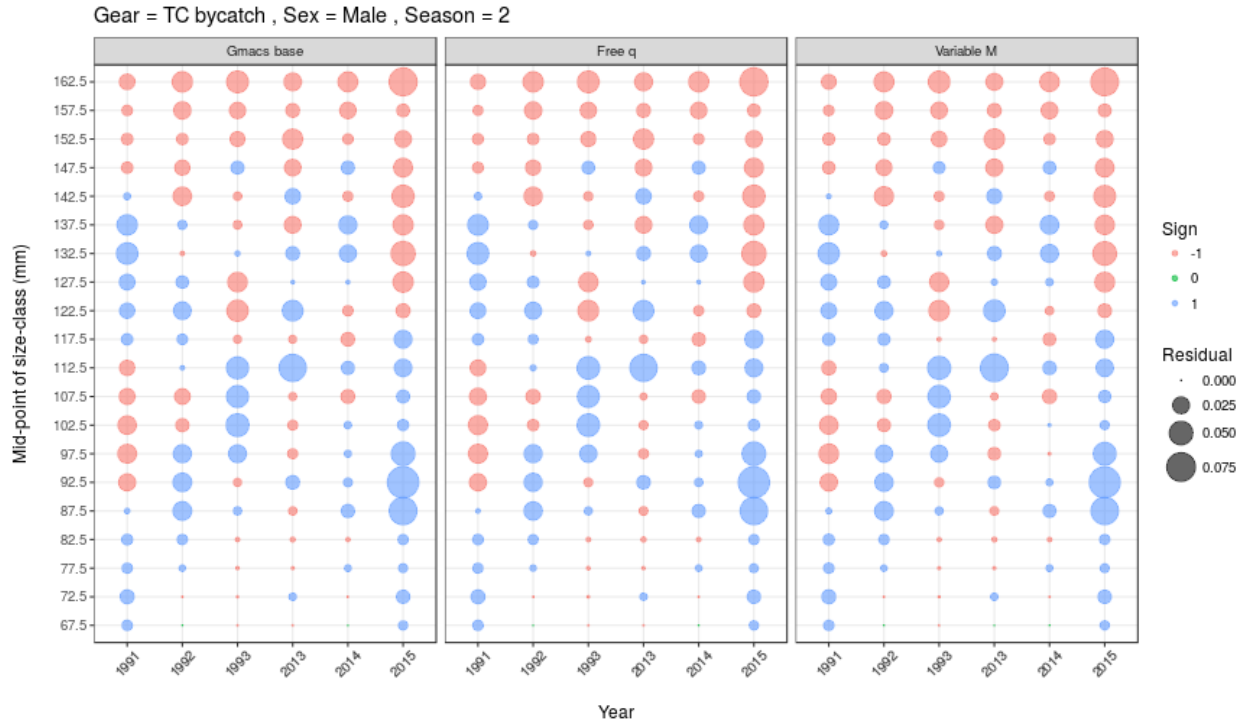 Gear = TC bycatch , Sex = Male , Season = 2
Gmacs base
Free q
Variable M
Mid-point of size-class (mm)
162.5
157.5
152.5
147.5
142.5
137.5
132.5
127.5
122.5
117.5
112.5
107.5
102.5
97.5
92.5
87.5
82.5
77.5
72.5
67.5
1991 1992 1993 2013 2014 2015
1991 1992 1993 2013 2014 2015
1991 1992 1993 2013 2014 2015
Year
Sign
-1
0
1
Residual
0.000
0.025
0.050
0.075